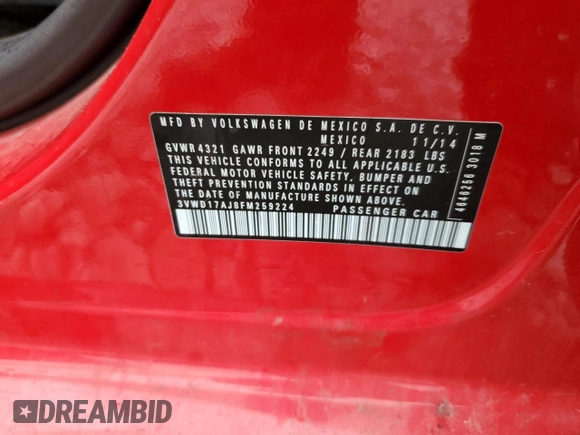 MFD BY VOLKSWAGEN DE MEXICO S.A. DE C.V.
MEXICO 11/14
GVWR 4321 GAWR FRONT 2249 / REAR 2183 LBS
THIS VEHICLE CONFORMS TO ALL APPLICABLE U.S.
FEDERAL MOTOR VEHICLE SAFETY, BUMPER AND
THEFT PREVENTION STANDARDS IN EFFECT ON
THE DATE OF MANUFACTURE SHOWN ABOVE.
3VWD17AJ8FM259224 PASSENGER CAR
4646256 3018 M
DREAMBID